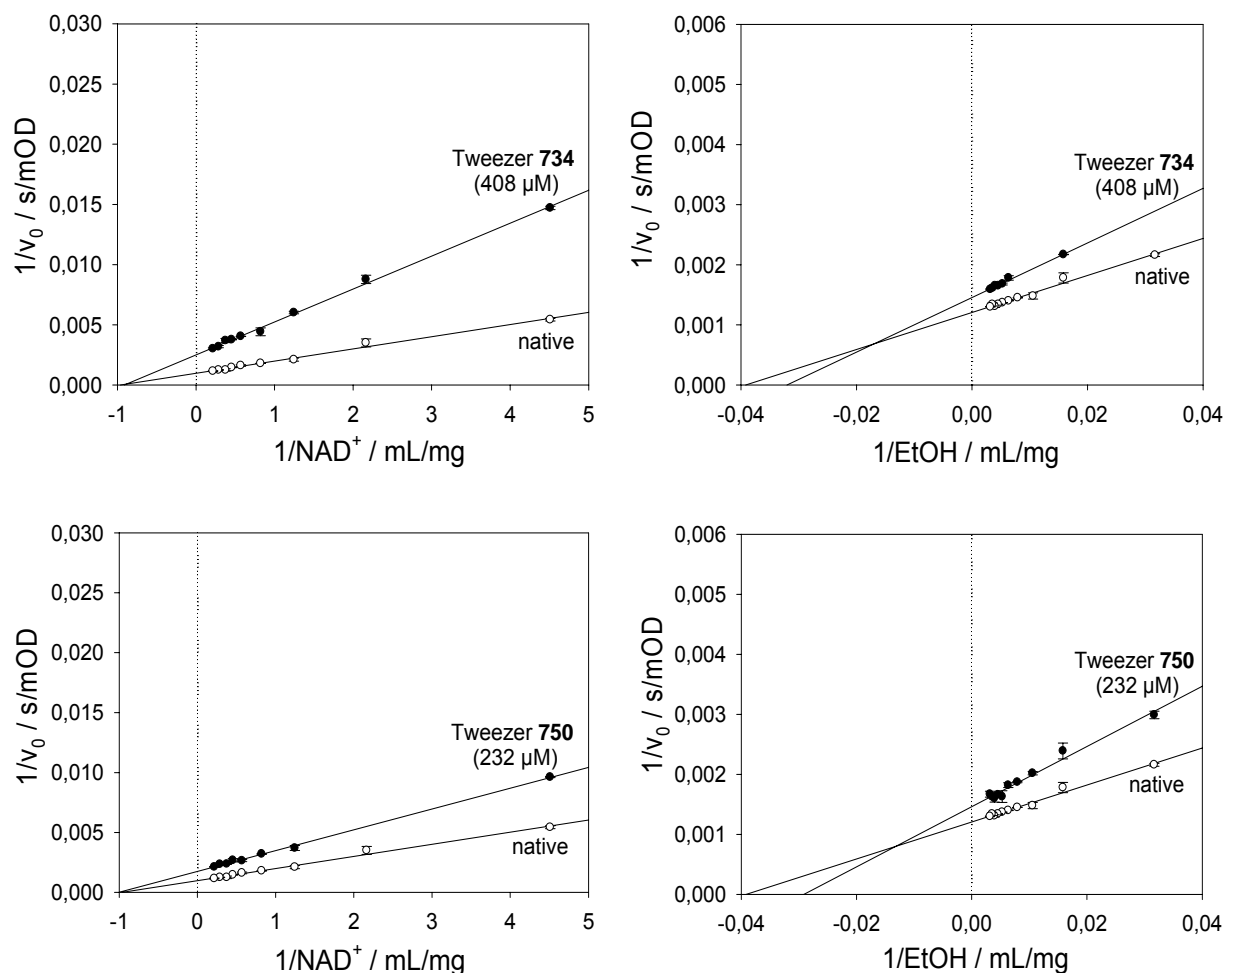 0,030
0,025
0,020
0,015
0,010
0,005
0,000
1/v0 / s/mOD
Tweezer 734
(408 µM)
native
-1 0 1 2 3 4 5
1/NAD+ / mL/mg
0,006
0,005
0,004
0,003
0,002
0,001
0,000
1/v0 / s/mOD
Tweezer 734
(408 µM)
native
-0,04 -0,02 0,00 0,02 0,04
1/EtOH / mL/mg
0,030
0,025
0,020
0,015
0,010
0,005
0,000
1/v0 / s/mOD
Tweezer 750
(232 µM)
native
-1 0 1 2 3 4 5
1/NAD+ / mL/mg
0,006
0,005
0,004
0,003
0,002
0,001
0,000
1/v0 / s/mOD
Tweezer 750
(232 µM)
native
-0,04 -0,02 0,00 0,02 0,04
1/EtOH / mL/mg